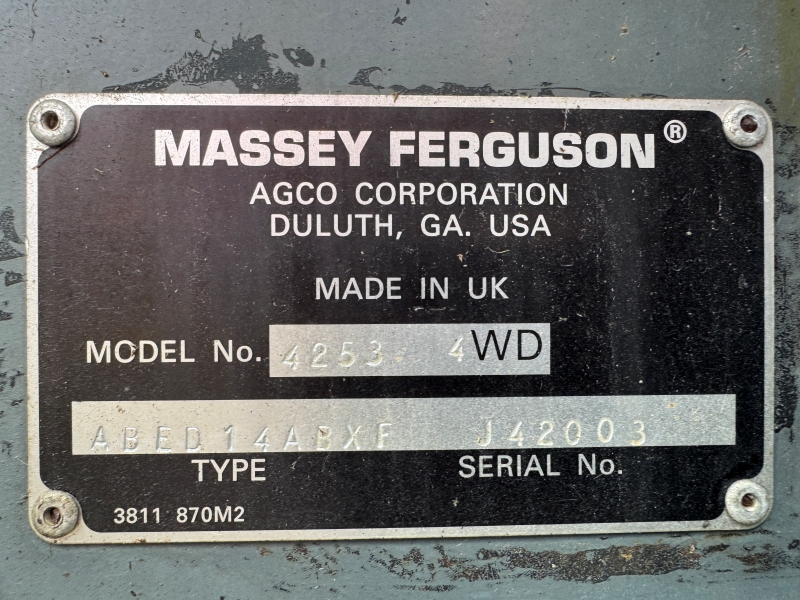 MASSEY FERGUSON®
AGCO CORPORATION
DULUTH, GA. USA
MADE IN UK
MODEL No. 4253 4WD
ABED14ABXF J42003
TYPE SERIAL No.
3811 870M2